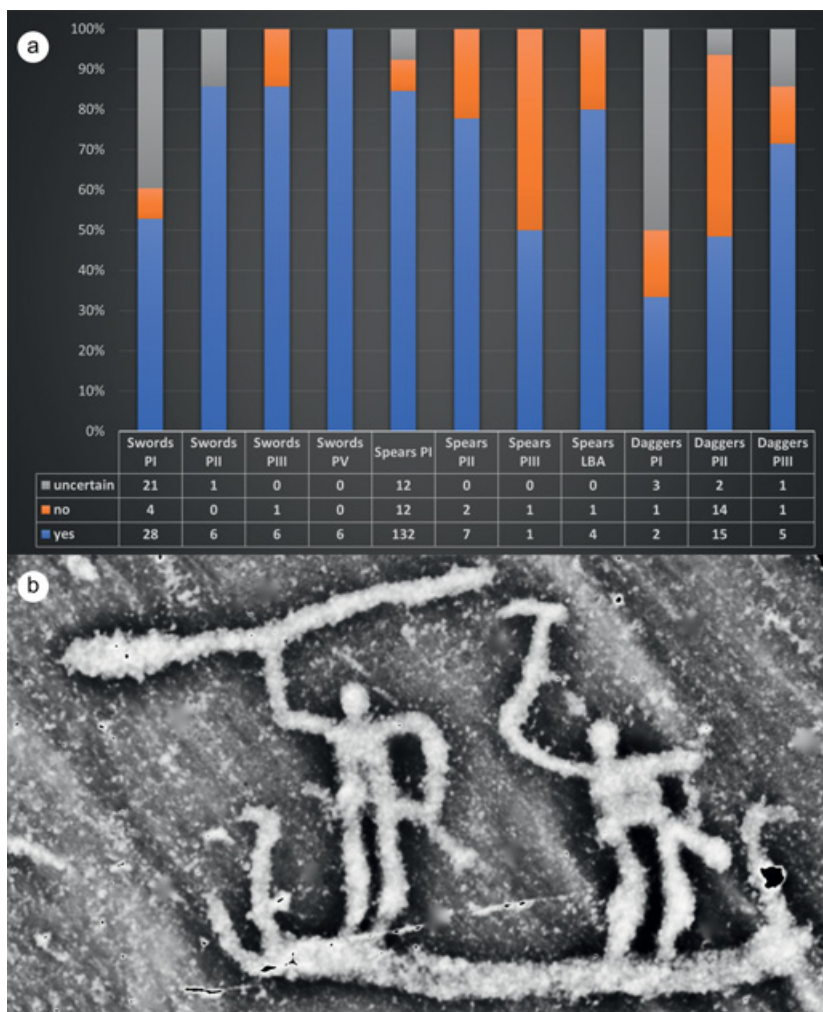 a
100%
90%
80%
70%
60%
50%
40%
30%
20%
10%
0%
Swords PI Swords PII Swords PIII Swords PV Spears PI Spears PII Spears PIII Spears LBA Daggers PI Daggers PII Daggers PIII
uncertain 21 1 0 0 12 0 0 0 3 2 1
no 4 0 1 0 12 2 1 1 1 14 1
yes 28 6 6 6 132 7 1 4 2 15 5
b